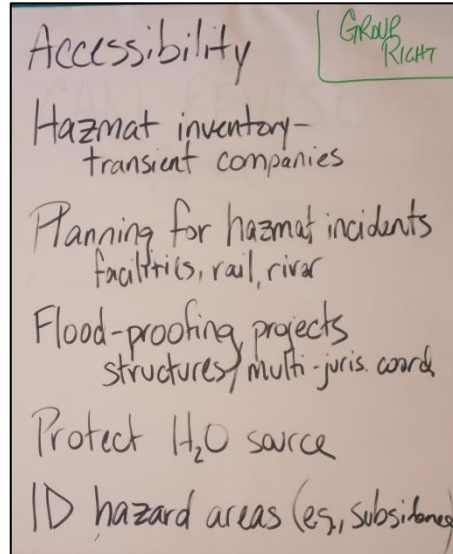 Accessibility
GROUP
RIGHT
Hazmat inventory-
transient companies
Planning for hazmat incidents
facilities, rail, river
Flood-proofing projects
structures/multi-juris. coord.
Protect H₂O source
ID hazard areas (e.g., subsidence)